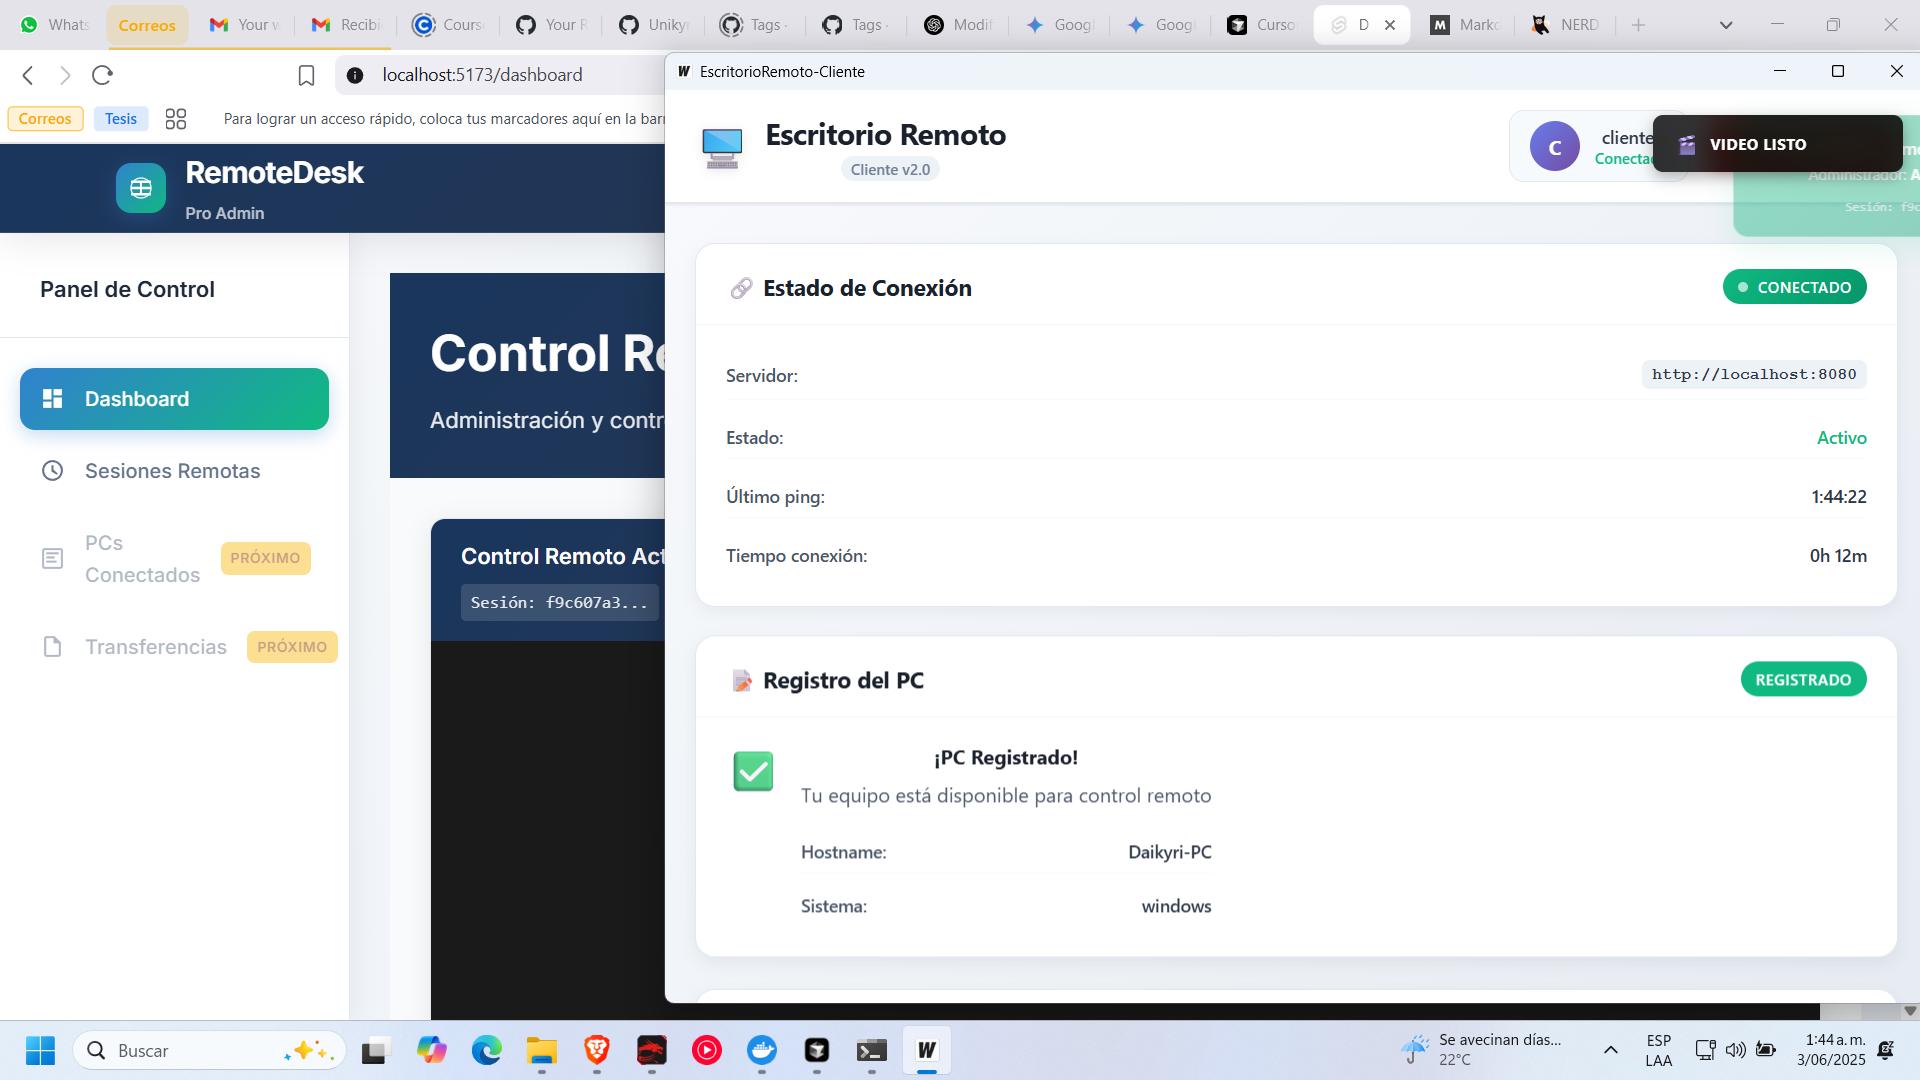 Whats
Correos
Your w
Recibi
Cours
Your R
Uniky
Tags
Tags
Modif
Googl
Googl
Curso
D
Marko
NERD
localhost:5173/dashboard
Correos
Tesis
Para lograr un acceso rápido, coloca tus marcadores aquí en la barr
RemoteDesk
Pro Admin
Panel de Control
Dashboard
Sesiones Remotas
PCs
Conectados
PRÓXIMO
Transferencias
PRÓXIMO
Control Re
Administración y contr
Control Remoto Act
Sesión: f9c607a3...
W EscritorioRemoto-Cliente
Escritorio Remoto
Cliente v2.0
C
cliente
Conectad
VIDEO LISTO
Administrador: A
Sesión: f9c
Estado de Conexión
CONECTADO
Servidor:
http://localhost:8080
Estado:
Activo
Último ping:
1:44:22
Tiempo conexión:
0h 12m
Registro del PC
REGISTRADO
¡PC Registrado!
Tu equipo está disponible para control remoto
Hostname:
Daikyri-PC
Sistema:
windows
Buscar
W
Se avecinan días...
22°C
ESP
LAA
1:44 a. m.
3/06/2025